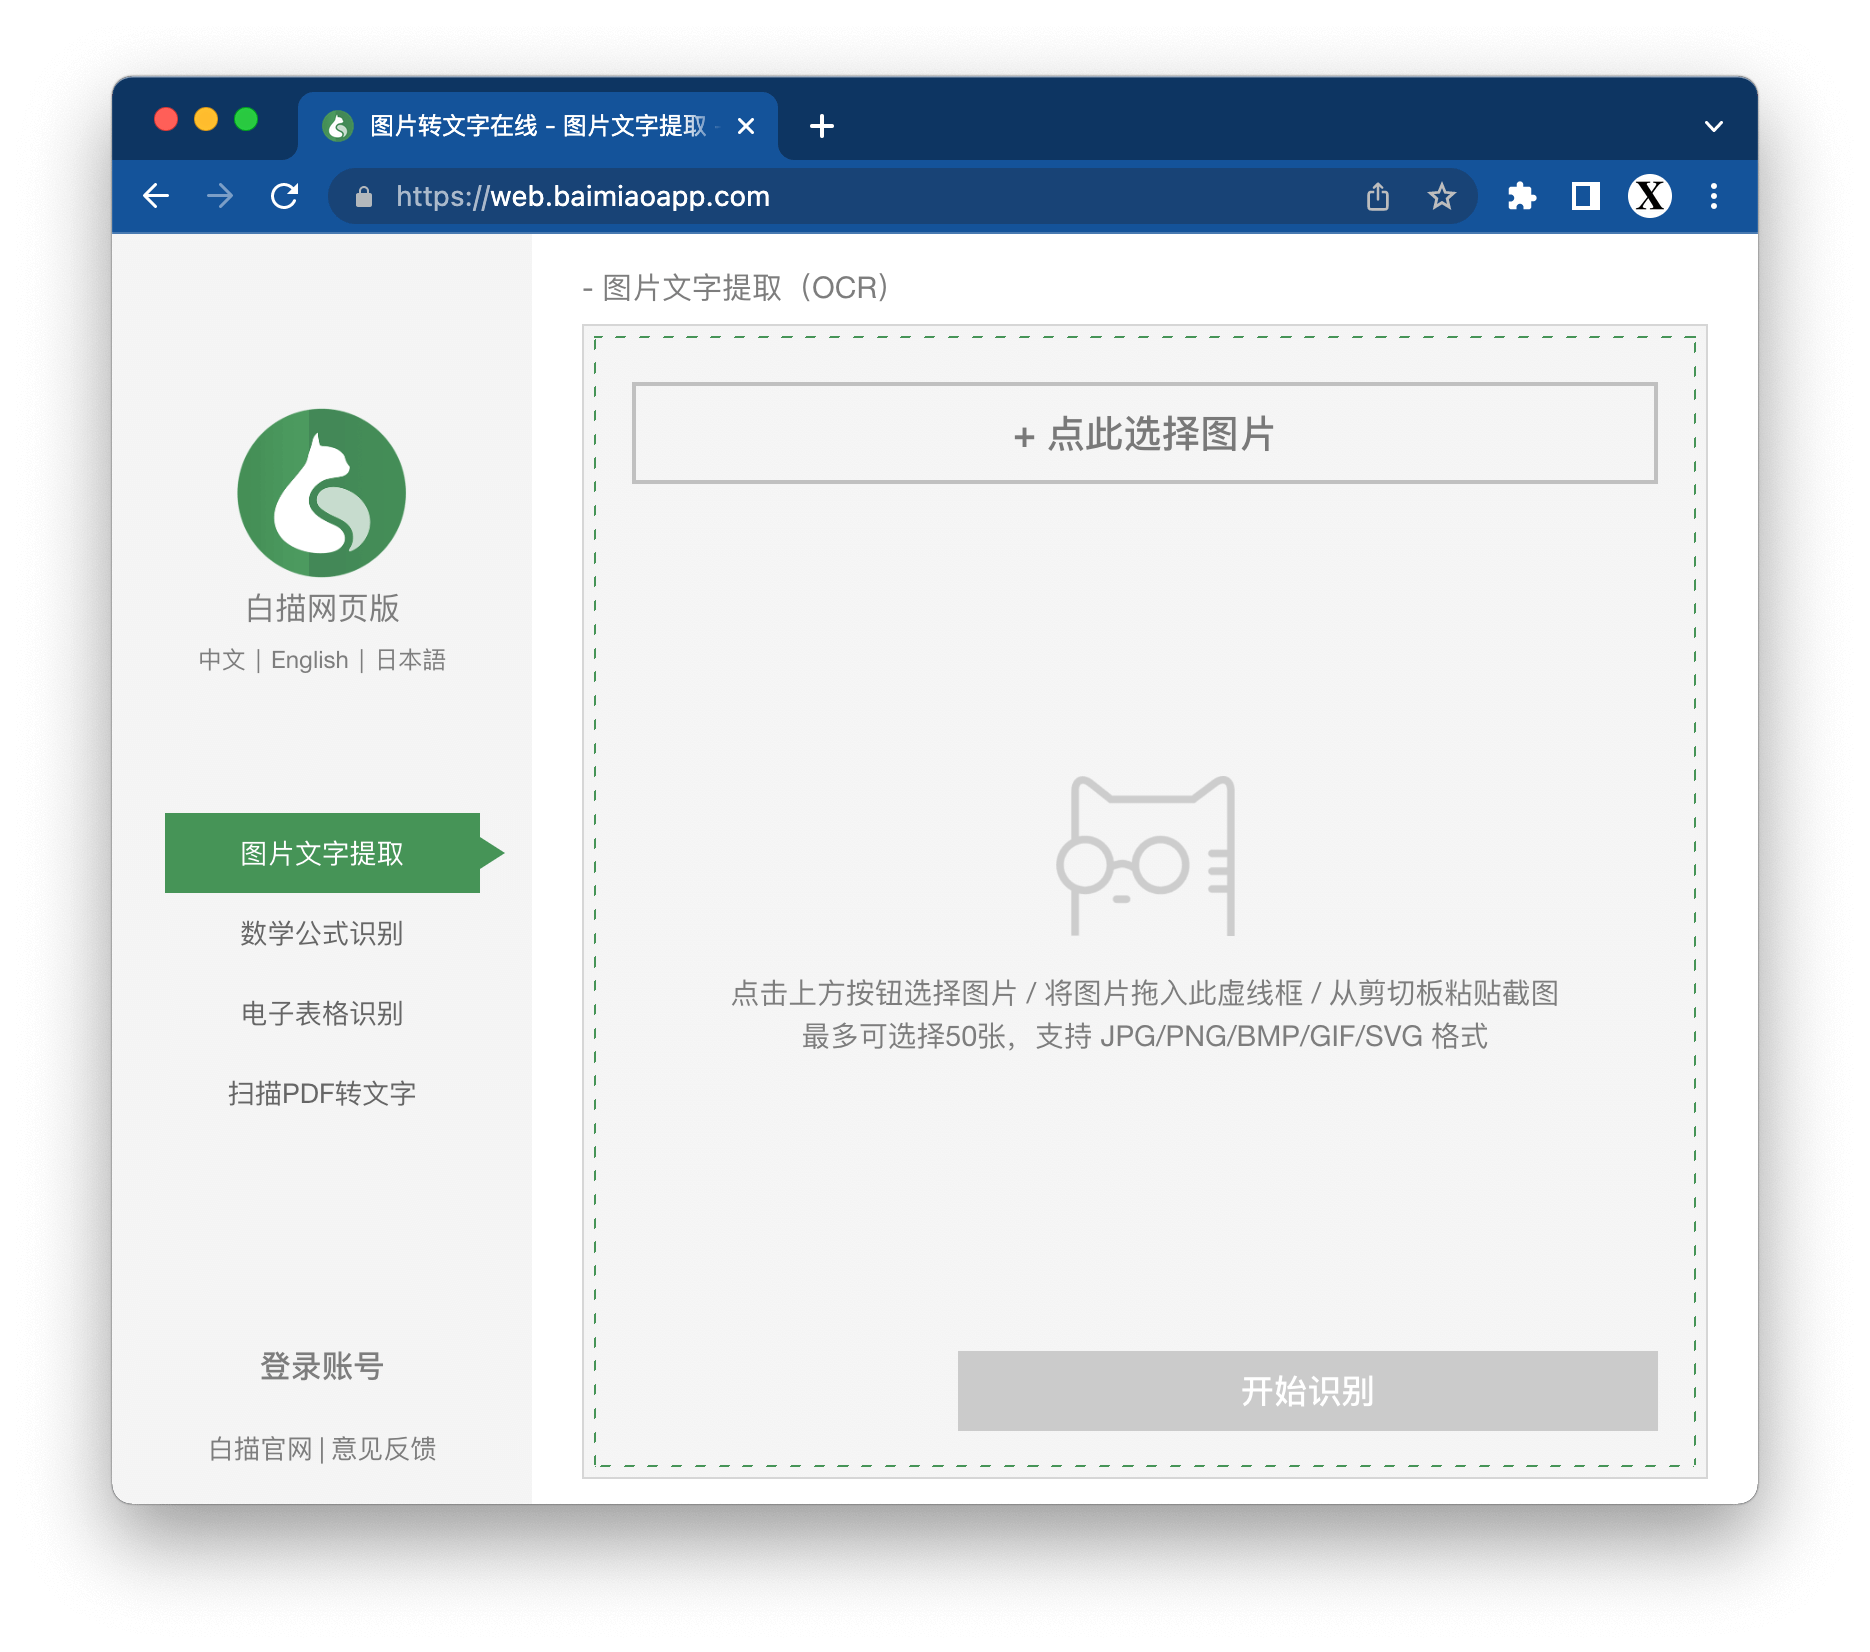 图片转文字在线 - 图片文字提取
https://web.baimiaoapp.com
X
白描网页版
中文 | English | 日本語
图片文字提取
数学公式识别
电子表格识别
扫描PDF转文字
登录账号
白描官网 | 意见反馈
- 图片文字提取（OCR）
+ 点此选择图片
点击上方按钮选择图片 / 将图片拖入此虚线框 / 从剪切板粘贴截图
最多可选择50张，支持 JPG/PNG/BMP/GIF/SVG 格式
开始识别